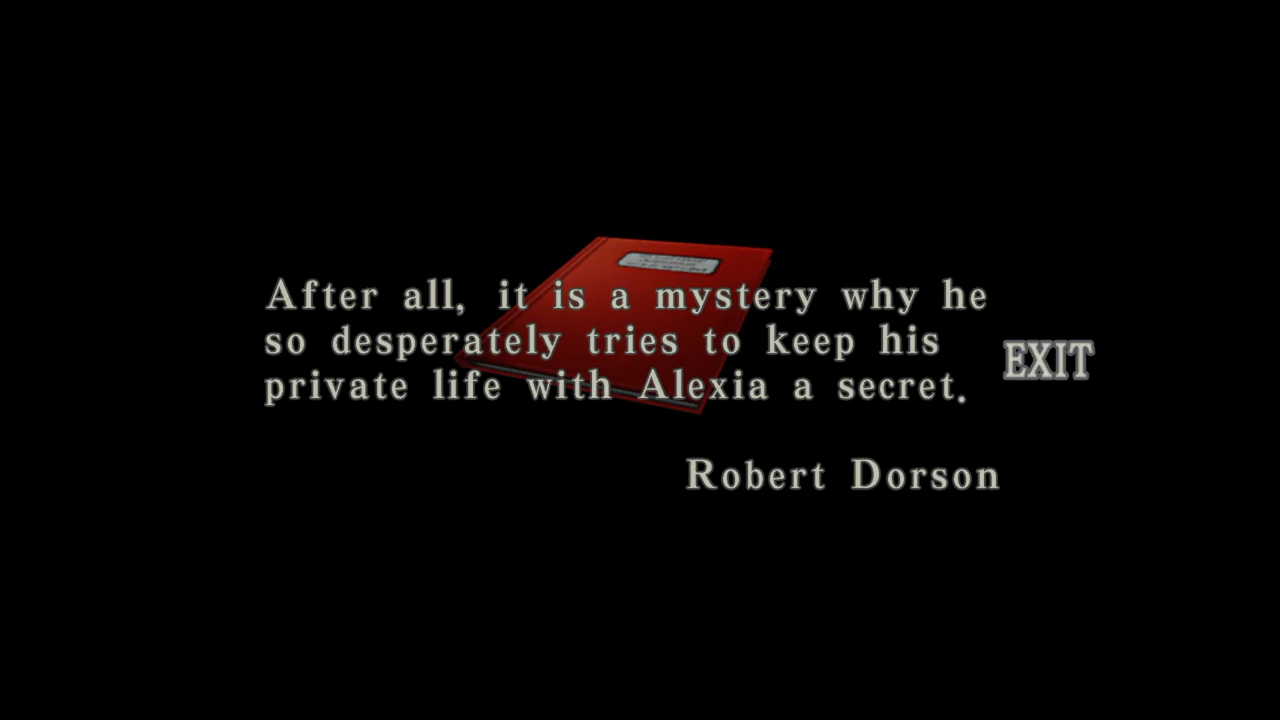 After all, it is a mystery why he
so desperately tries to keep his
private life with Alexia a secret.
EXIT
Robert Dorson